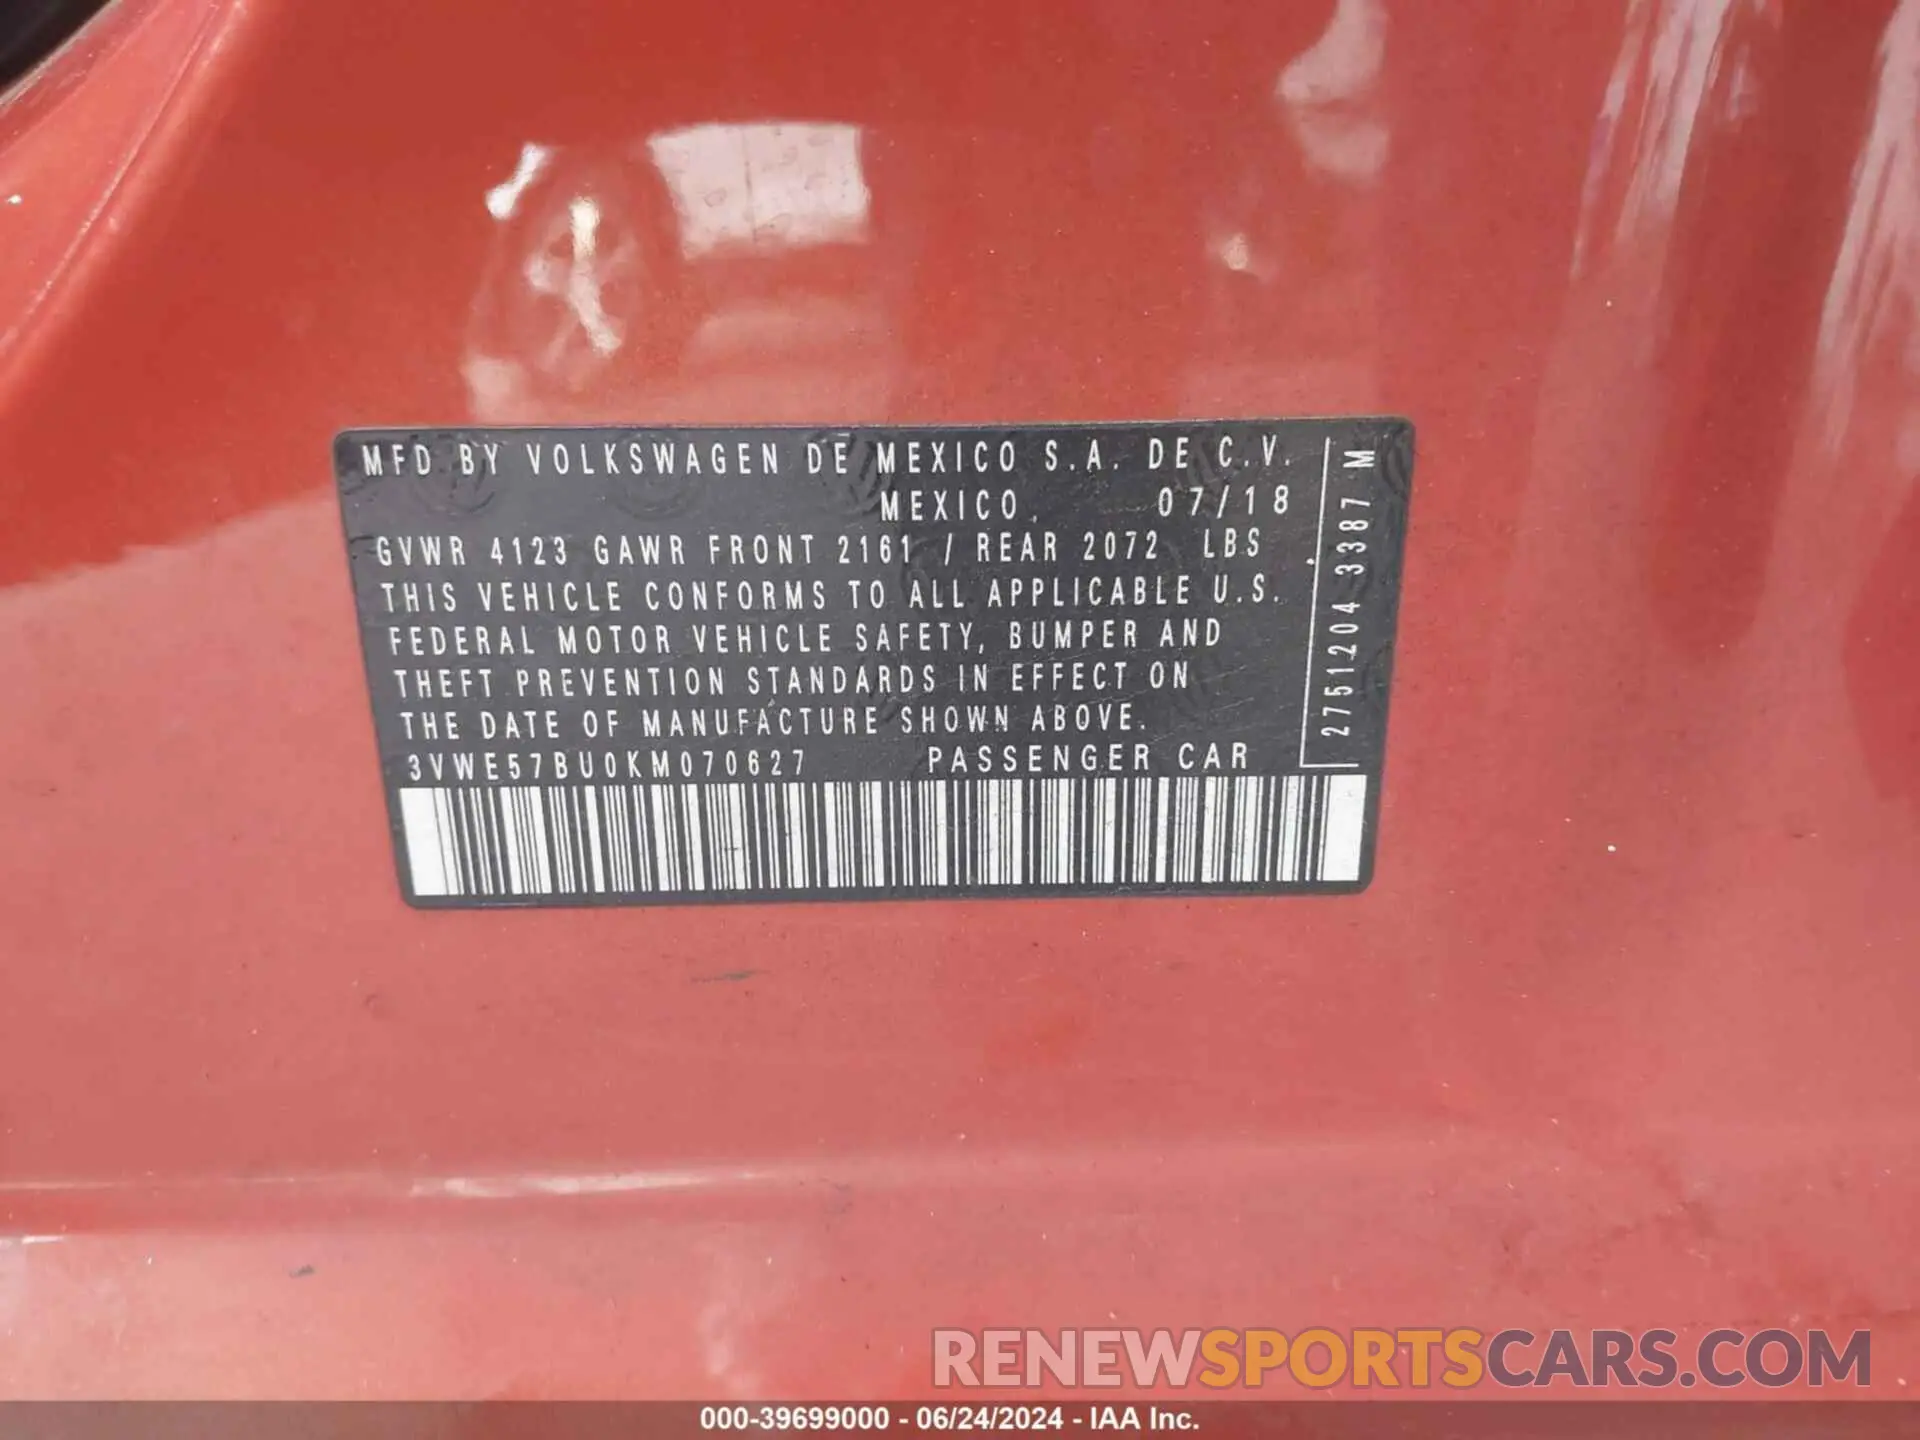 MFD BY VOLKSWAGEN DE MEXICO S.A. DE C.V.
MEXICO 07/18
GVWR 4123 GAWR FRONT 2161 / REAR 2072 LBS
THIS VEHICLE CONFORMS TO ALL APPLICABLE U.S.
FEDERAL MOTOR VEHICLE SAFETY, BUMPER AND
THEFT PREVENTION STANDARDS IN EFFECT ON
THE DATE OF MANUFACTURE SHOWN ABOVE.
3VWE57BU0KM070627 PASSENGER CAR
2751204 3387 M
RENEWSPORTSCARS.COM
000-39699000 - 06/24/2024 - IAA Inc.